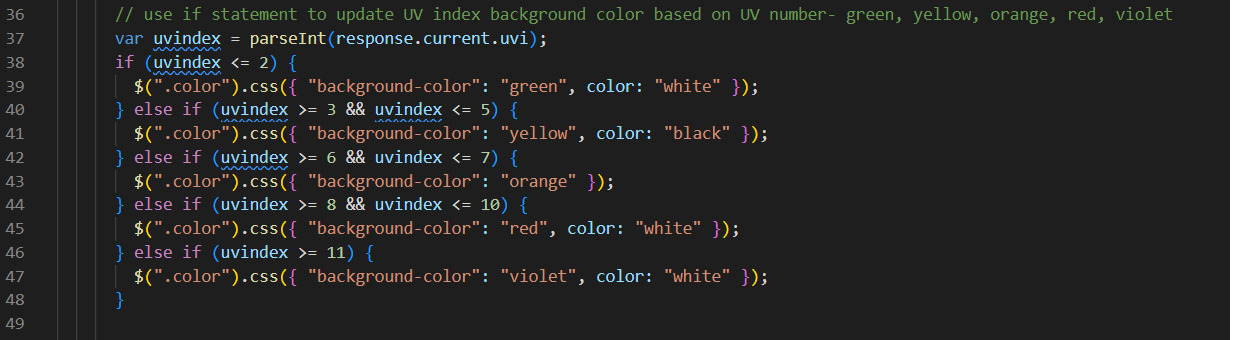 36 // use if statement to update UV index background color based on UV number- green, yellow, orange, red, violet
37 var uvindex = parseInt(response.current.uvi);
38 if (uvindex <= 2) {
39 $(".color").css({ "background-color": "green", color: "white" });
40 } else if (uvindex >= 3 && uvindex <= 5) {
41 $(".color").css({ "background-color": "yellow", color: "black" });
42 } else if (uvindex >= 6 && uvindex <= 7) {
43 $(".color").css({ "background-color": "orange" });
44 } else if (uvindex >= 8 && uvindex <= 10) {
45 $(".color").css({ "background-color": "red", color: "white" });
46 } else if (uvindex >= 11) {
47 $(".color").css({ "background-color": "violet", color: "white" });
48 }
49